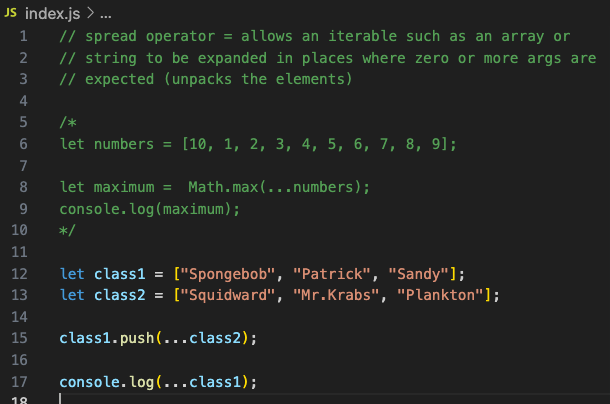 JS index.js > ...
1 // spread operator = allows an iterable such as an array or
2 // string to be expanded in places where zero or more args are
3 // expected (unpacks the elements)
4
5 /*
6 let numbers = [10, 1, 2, 3, 4, 5, 6, 7, 8, 9];
7
8 let maximum =  Math.max(...numbers);
9 console.log(maximum);
10 */
11
12 let class1 = ["Spongebob", "Patrick", "Sandy"];
13 let class2 = ["Squidward", "Mr.Krabs", "Plankton"];
14
15 class1.push(...class2);
16
17 console.log(...class1);
18